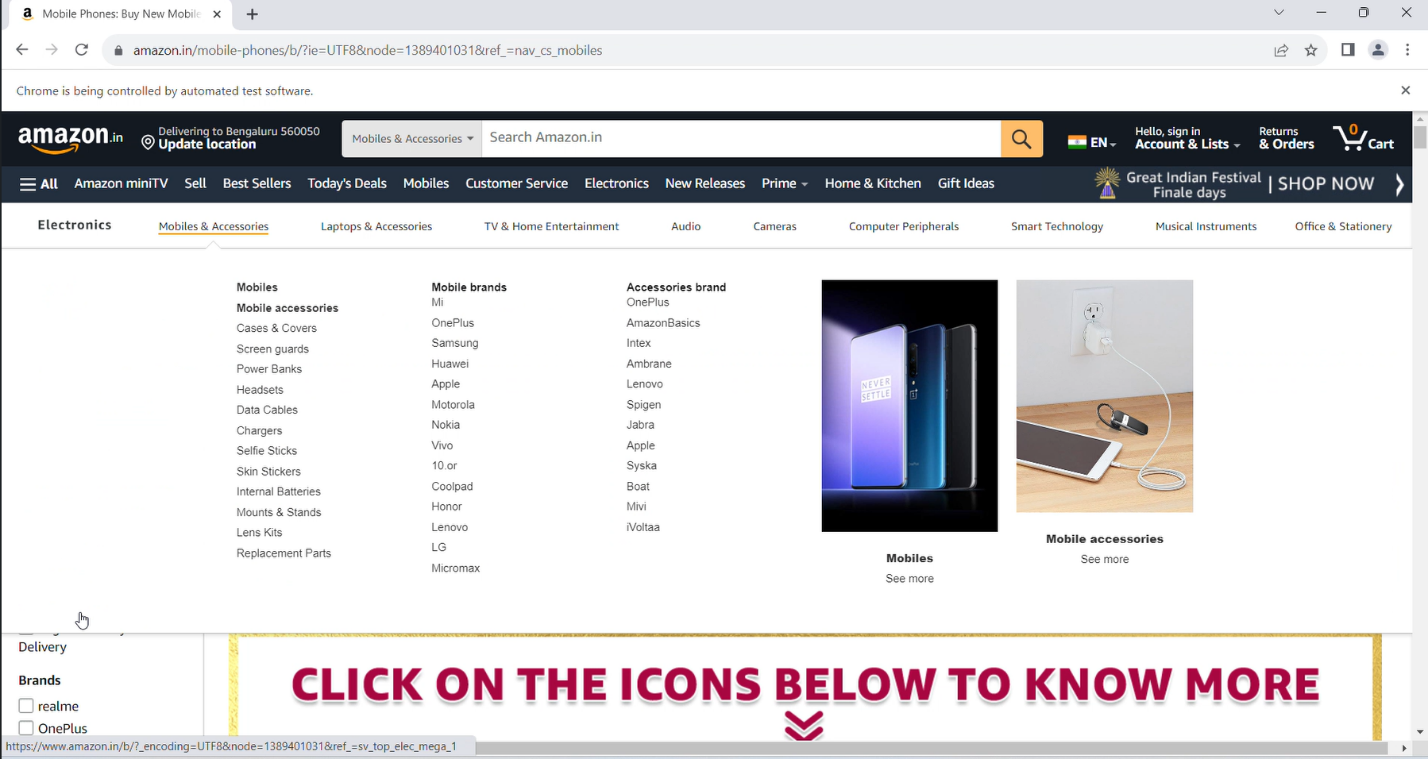 Mobile Phones: Buy New Mobile
amazon.in/mobile-phones/b/?ie=UTF8&node=1389401031&ref_=nav_cs_mobiles
Chrome is being controlled by automated test software.
amazon.in
Delivering to Bengaluru 560050
Update location
Mobiles & Accessories
Search Amazon.in
EN
Hello, sign in
Account & Lists
Returns
& Orders
0
Cart
All
Amazon miniTV
Sell
Best Sellers
Today's Deals
Mobiles
Customer Service
Electronics
New Releases
Prime
Home & Kitchen
Gift Ideas
Great Indian Festival
Finale days
SHOP NOW
Electronics
Mobiles & Accessories
Laptops & Accessories
TV & Home Entertainment
Audio
Cameras
Computer Peripherals
Smart Technology
Musical Instruments
Office & Stationery
Mobiles
Mobile accessories
Cases & Covers
Screen guards
Power Banks
Headsets
Data Cables
Chargers
Selfie Sticks
Skin Stickers
Internal Batteries
Mounts & Stands
Lens Kits
Replacement Parts
Mobile brands
Mi
OnePlus
Samsung
Huawei
Apple
Motorola
Nokia
Vivo
10.or
Coolpad
Honor
Lenovo
LG
Micromax
Accessories brand
OnePlus
AmazonBasics
Intex
Ambrane
Lenovo
Spigen
Jabra
Apple
Syska
Boat
Mivi
iVoltaa
NEVER
SETTLE
Mobiles
See more
Mobile accessories
See more
Delivery
Brands
realme
OnePlus
CLICK ON THE ICONS BELOW TO KNOW MORE
https://www.amazon.in/b/?_encoding=UTF8&node=1389401031&ref_=sv_top_elec_mega_1